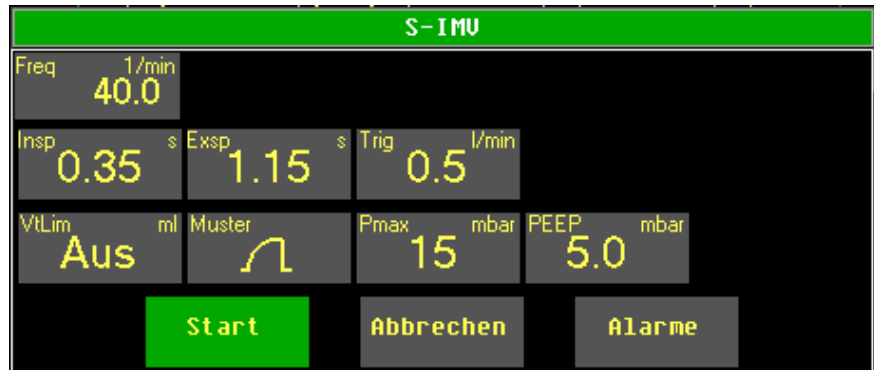 S-IMV
Freq 1/min
40.0
Insp s Exsp s Trig l/min
0.35 1.15 0.5
VtLim ml Muster Pmax mbar PEEP mbar
Aus 15 5.0
Start Abbrechen Alarme